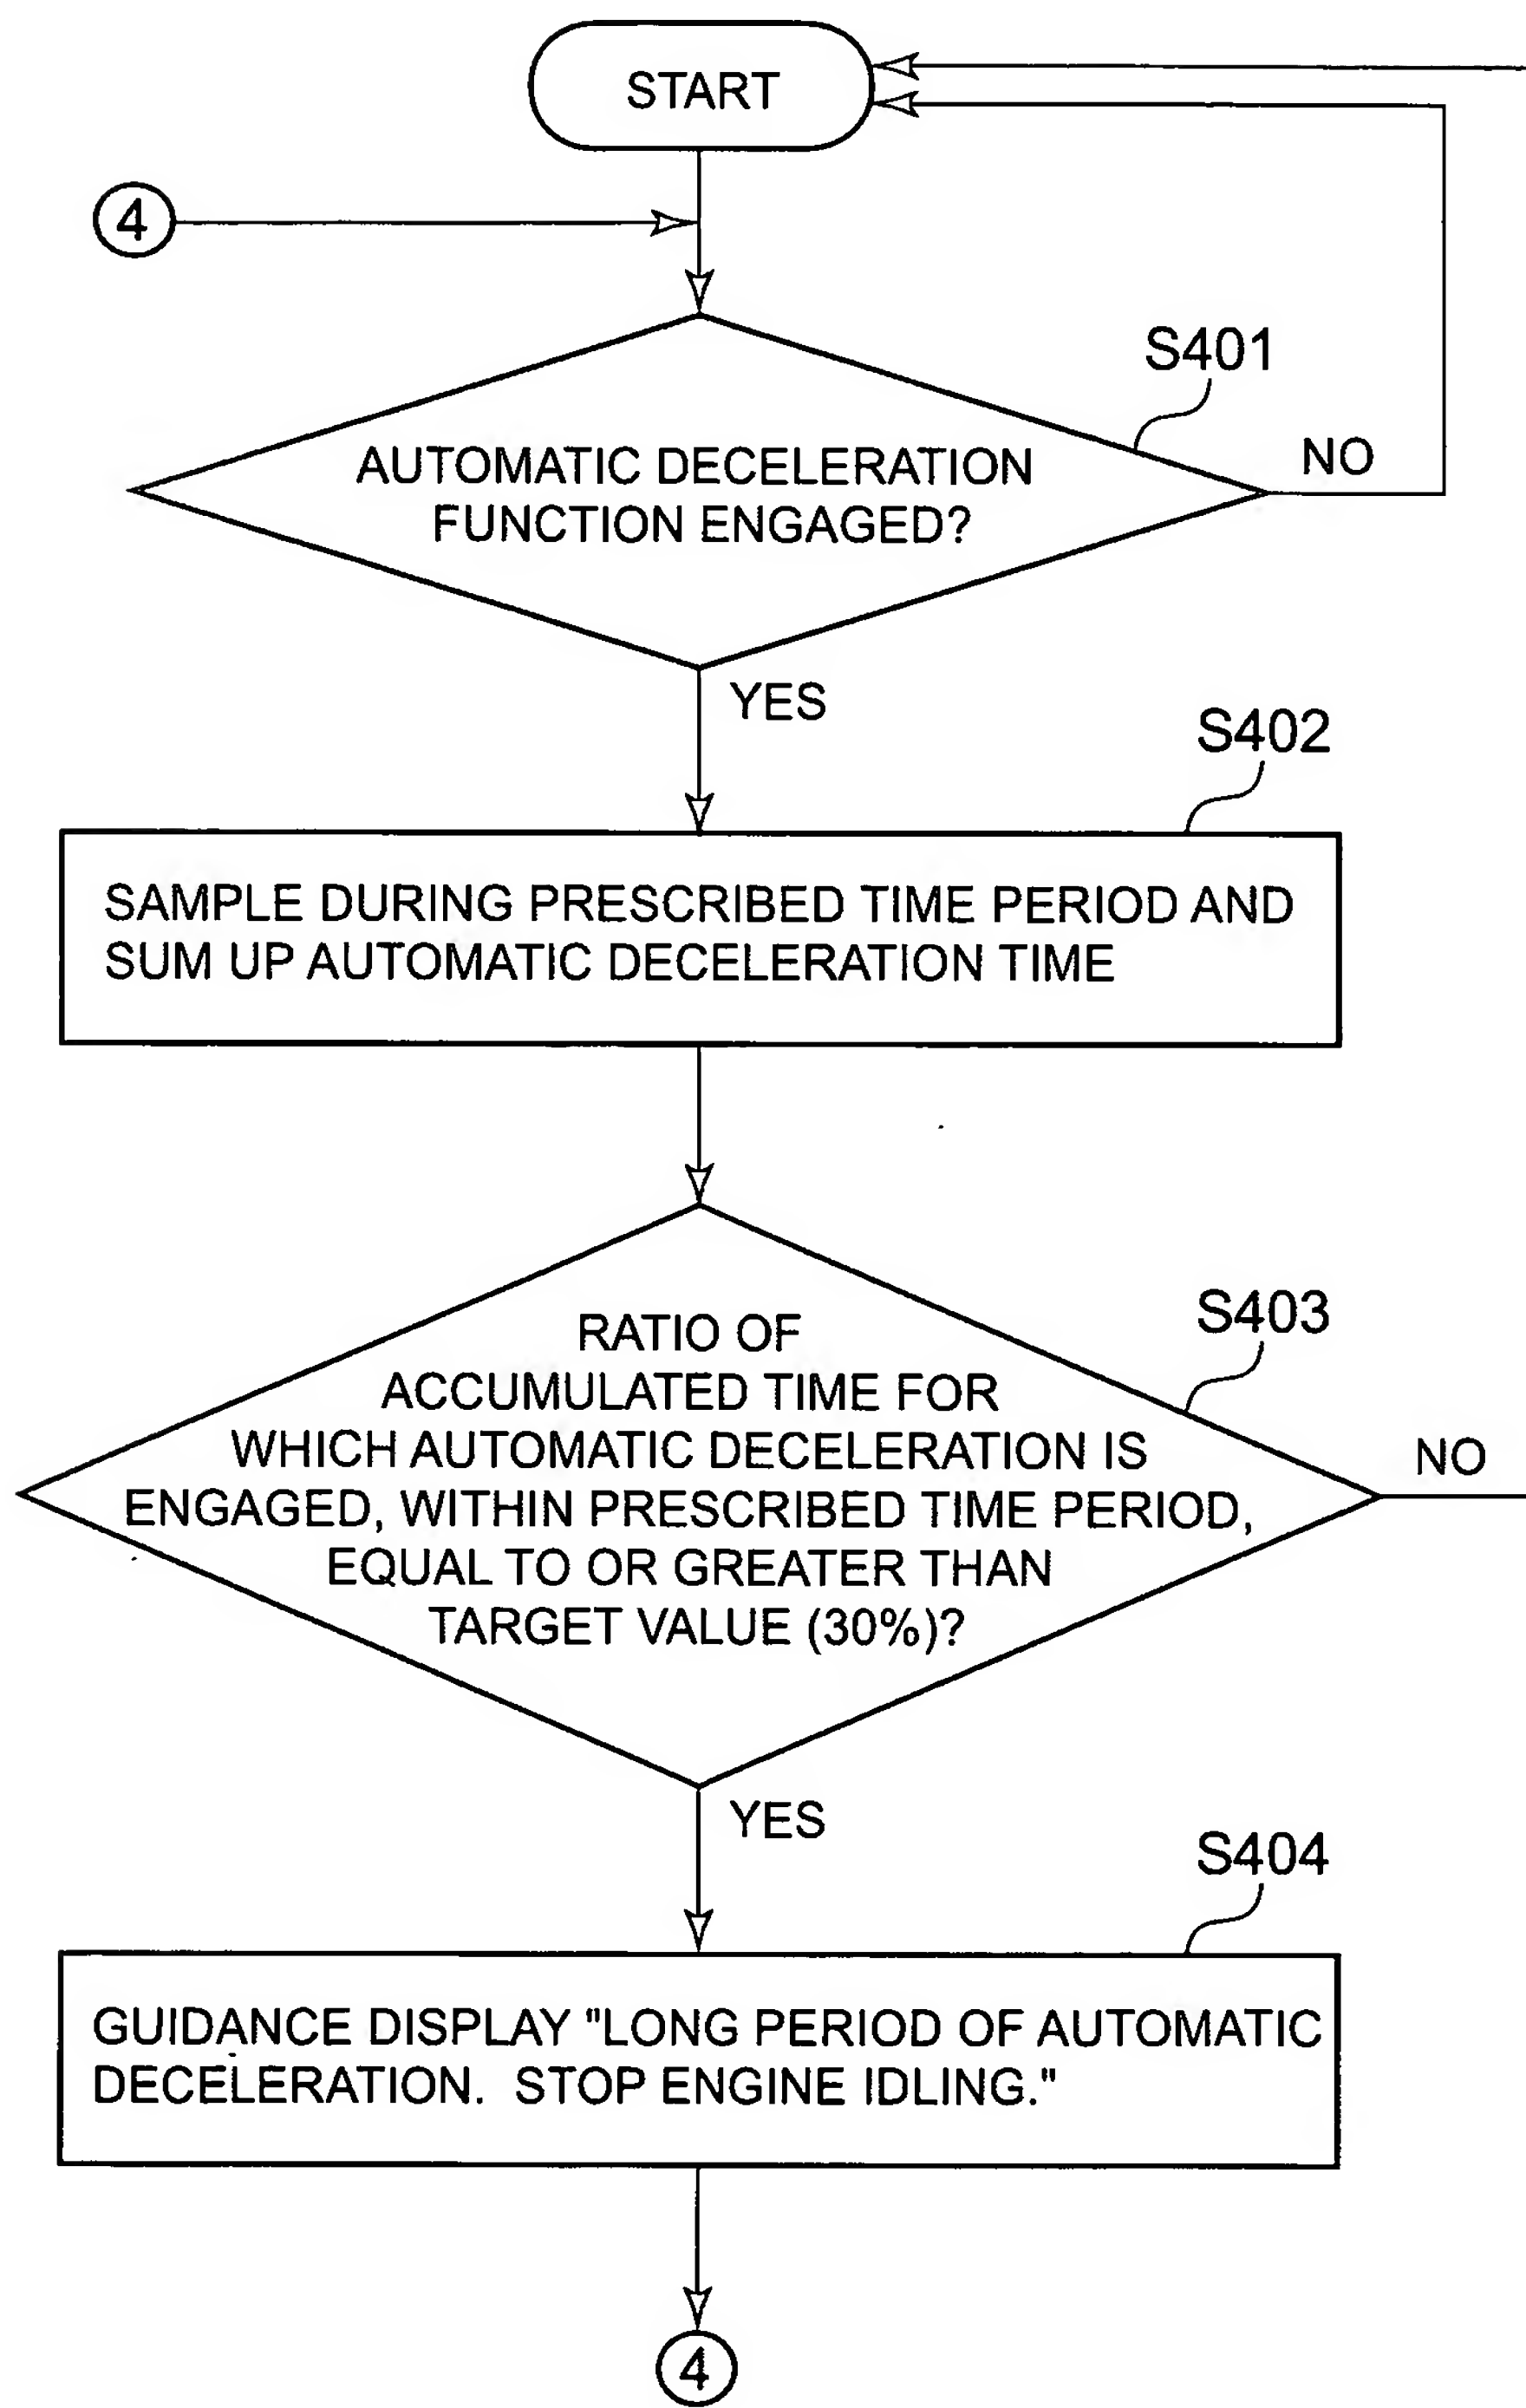 START
4
S401
AUTOMATIC DECELERATION
FUNCTION ENGAGED?
NO
YES
S402
SAMPLE DURING PRESCRIBED TIME PERIOD AND
SUM UP AUTOMATIC DECELERATION TIME
S403
RATIO OF
ACCUMULATED TIME FOR
WHICH AUTOMATIC DECELERATION IS
ENGAGED, WITHIN PRESCRIBED TIME PERIOD,
EQUAL TO OR GREATER THAN
TARGET VALUE (30%)?
NO
YES
S404
GUIDANCE DISPLAY "LONG PERIOD OF AUTOMATIC
DECELERATION. STOP ENGINE IDLING."
4